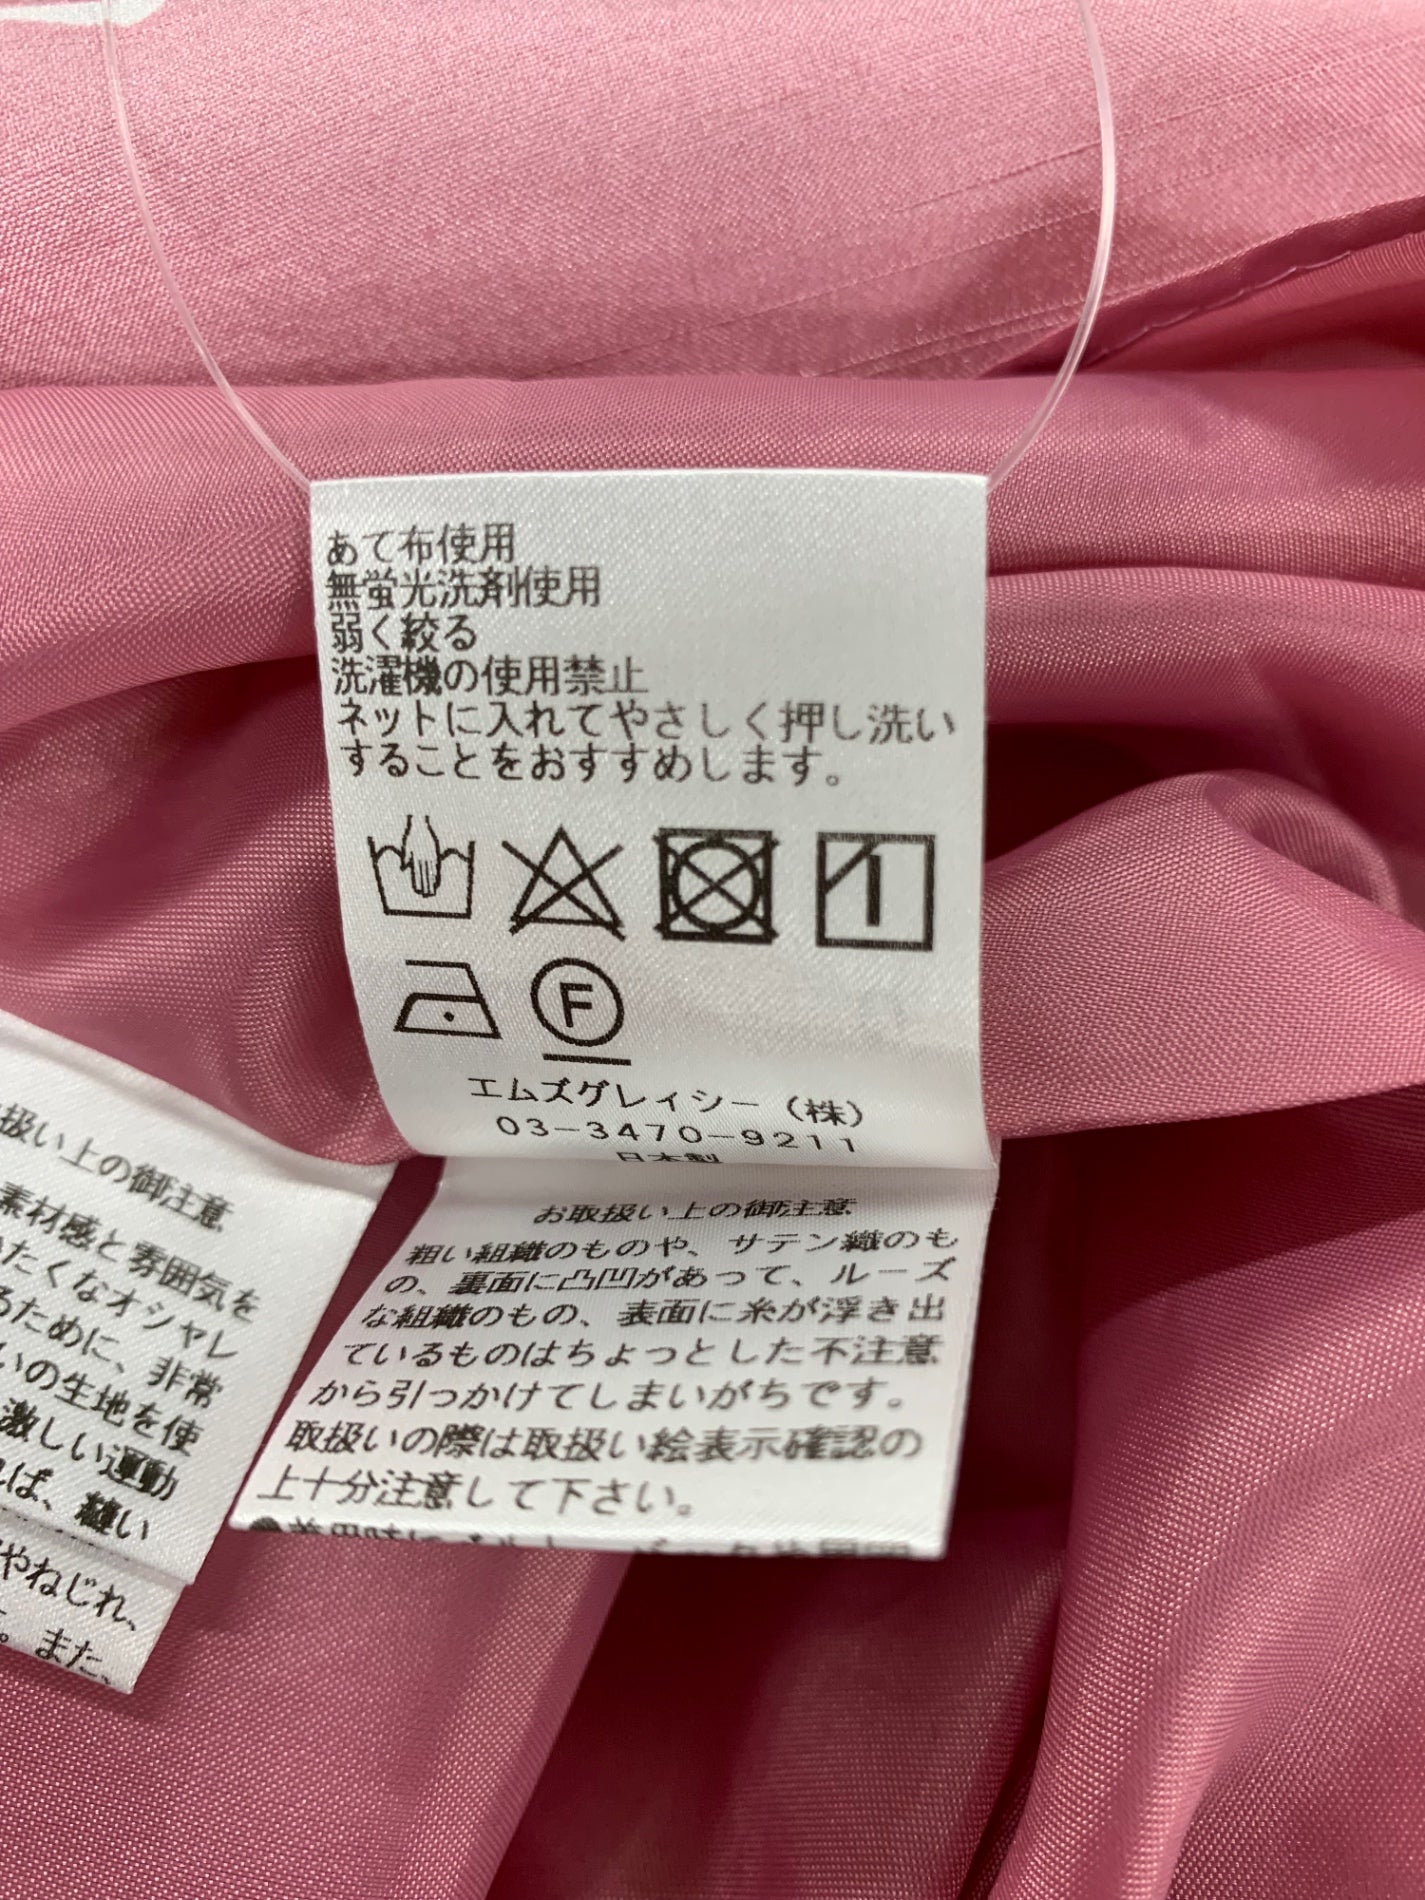 あて布使用
無蛍光洗剤使用
弱く絞る
洗濯機の使用禁止
ネットに入れてやさしく押し洗い
することをおすすめします。
F
エムズグレイシー（株）
03-3470-9211
日本製
お取扱い上の御注意
粗い組織のものや、サテン織のも
の、裏面に凸凹があって、ルーズ
な組織のもの、表面に糸が浮き出
ているものはちょっとした不注意
から引っかけてしまいがちです。
取扱いの際は取扱い絵表示確認の
上十分注意して下さい。
扱い上の御注意
素材感と雰囲気を
たくなオシャレ
るために、非常
いの生地を使
激しい運動
れば、縫い
やねじれ、
。また、